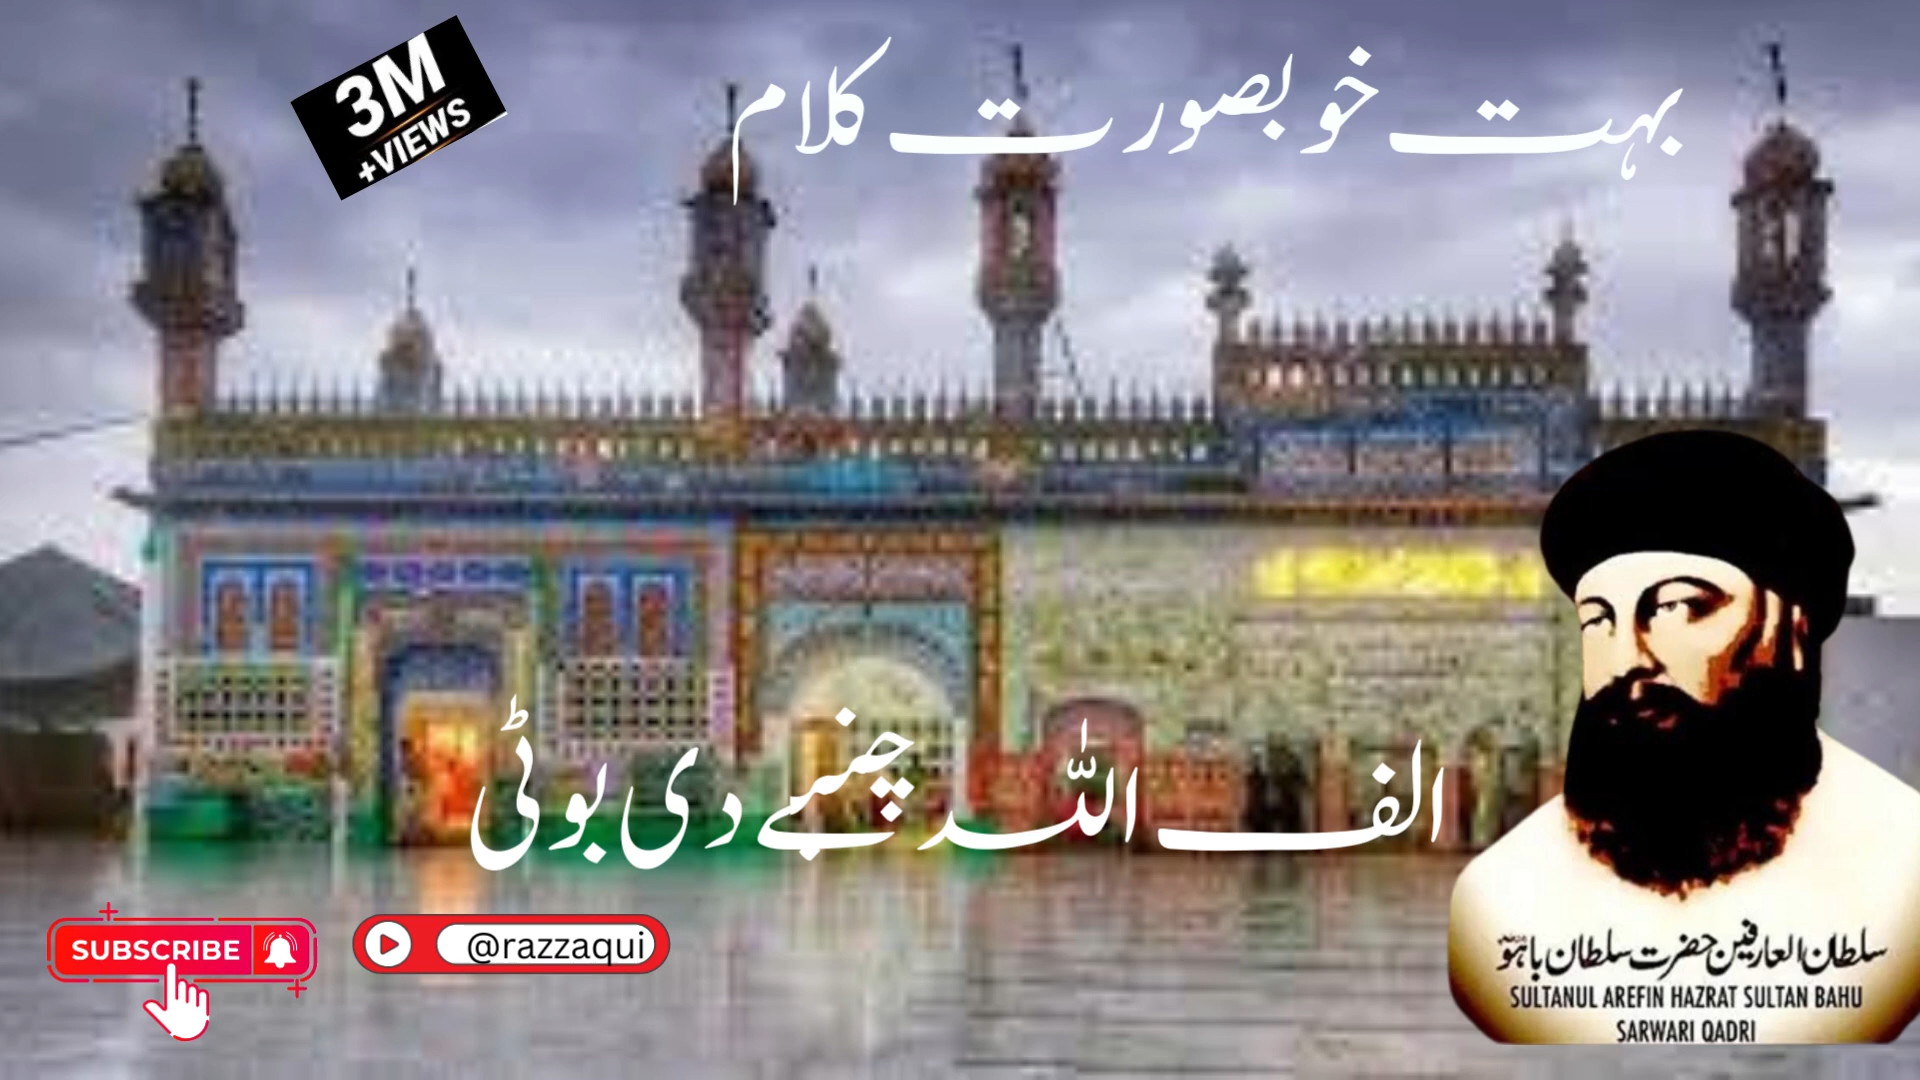 3M
+VIEWS
بہت خوبصورت کلام
الف اللہ چنبے دی بوٹی
SUBSCRIBE
@razzaqui
سلطان العارفین حضرت سلطان باھو
SULTANUL AREFIN HAZRAT SULTAN BAHU
SARWARI QADRI